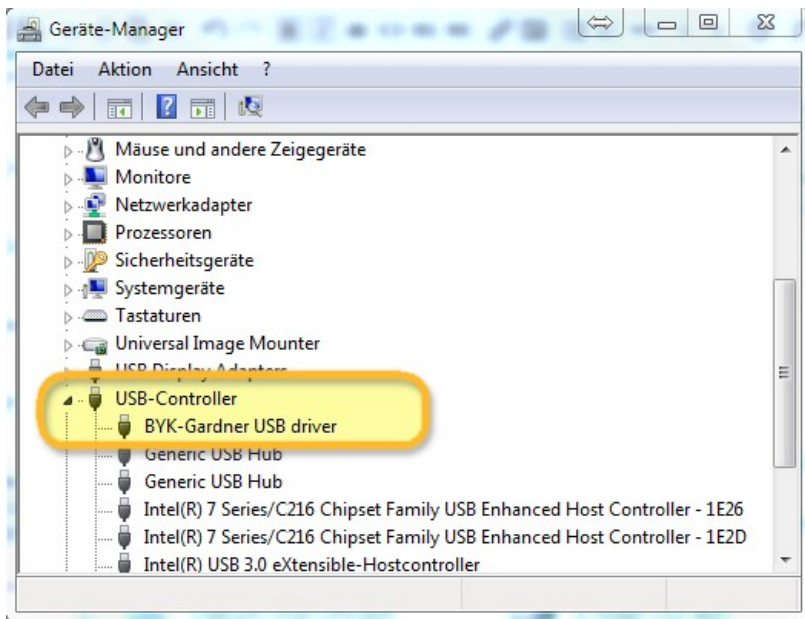 Geräte-Manager
Datei Aktion Ansicht ?
Mäuse und andere Zeigegeräte
Monitore
Netzwerkadapter
Prozessoren
Sicherheitsgeräte
Systemgeräte
Tastaturen
Universal Image Mounter
USB Display Adapters
USB-Controller
BYK-Gardner USB driver
Generic USB Hub
Generic USB Hub
Intel(R) 7 Series/C216 Chipset Family USB Enhanced Host Controller - 1E26
Intel(R) 7 Series/C216 Chipset Family USB Enhanced Host Controller - 1E2D
Intel(R) USB 3.0 eXtensible-Hostcontroller